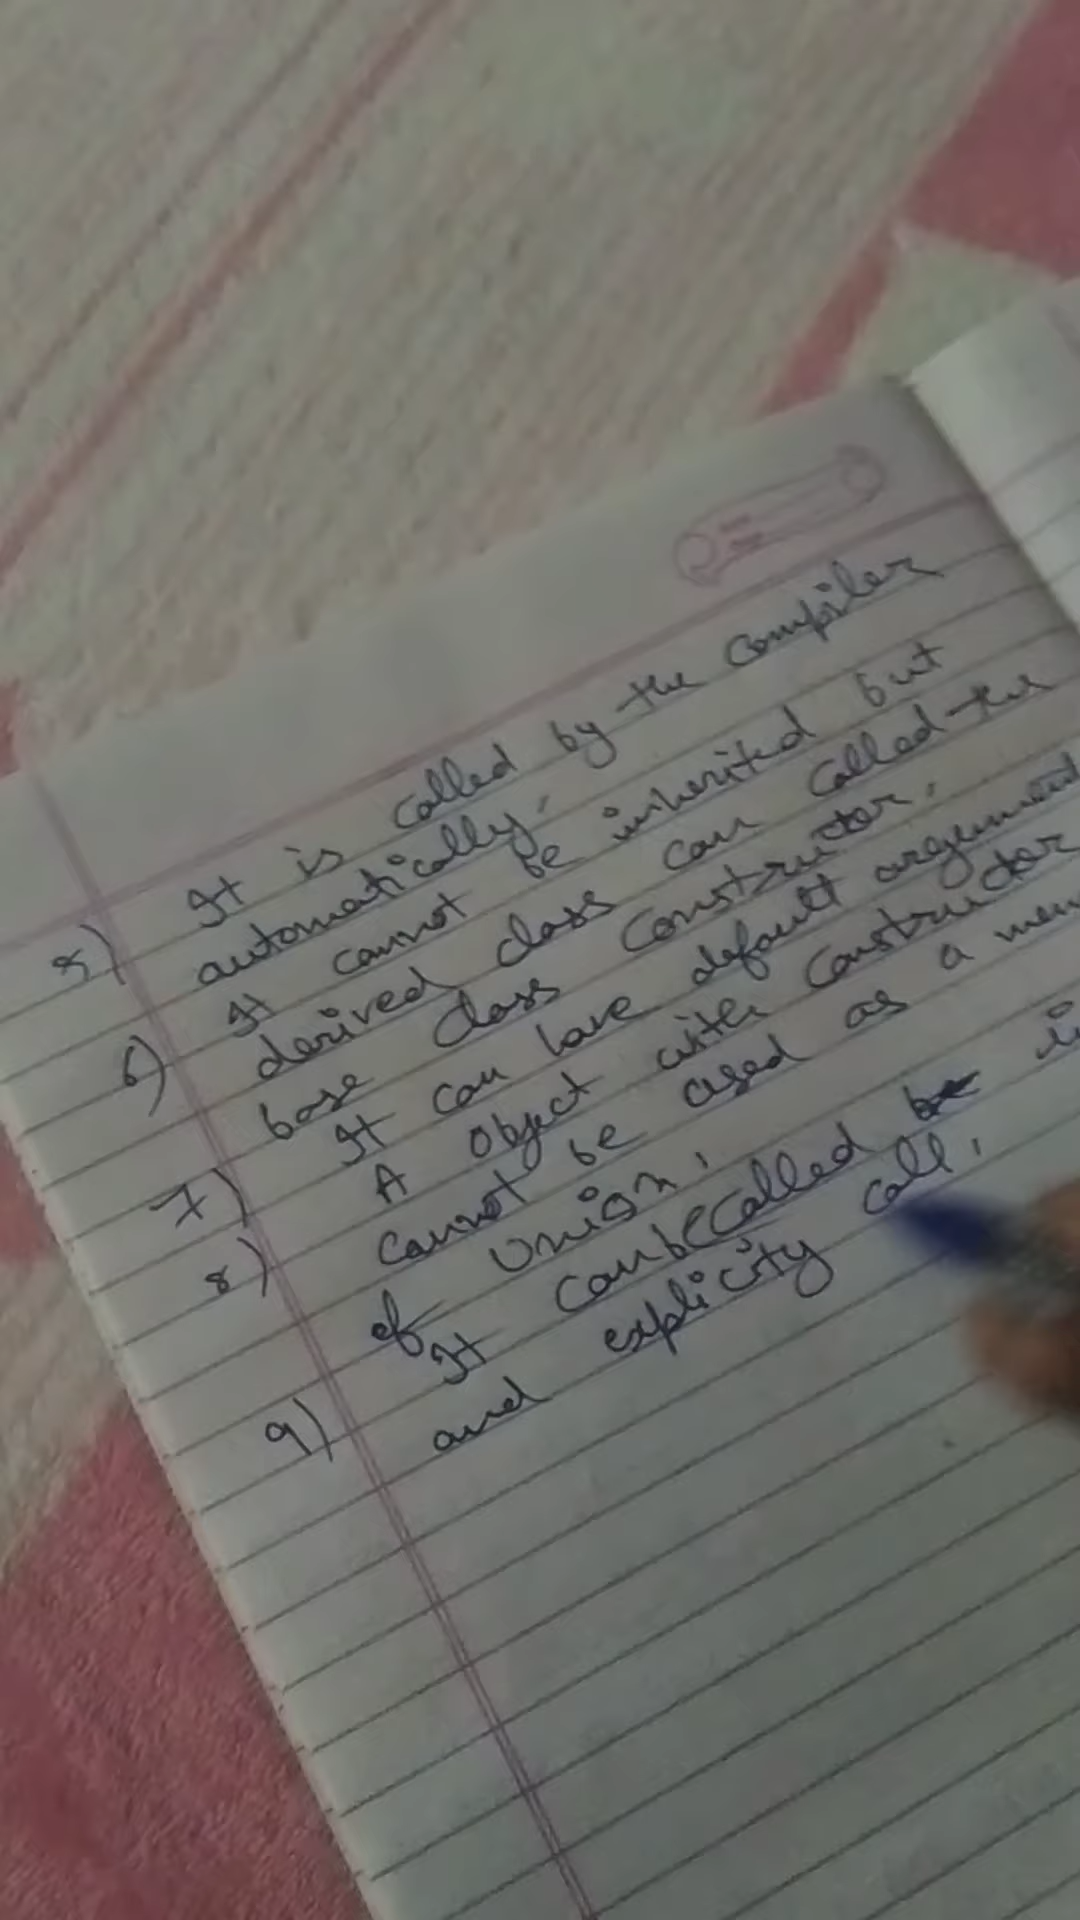 5) It is called by the compiler
automatically.
6) It cannot be inherited but
derived class can called the
base class constructor.
7) It can have default argument
8) A object with constructor
cannot be used as a
of union.
9) It can be called
and explicity call.